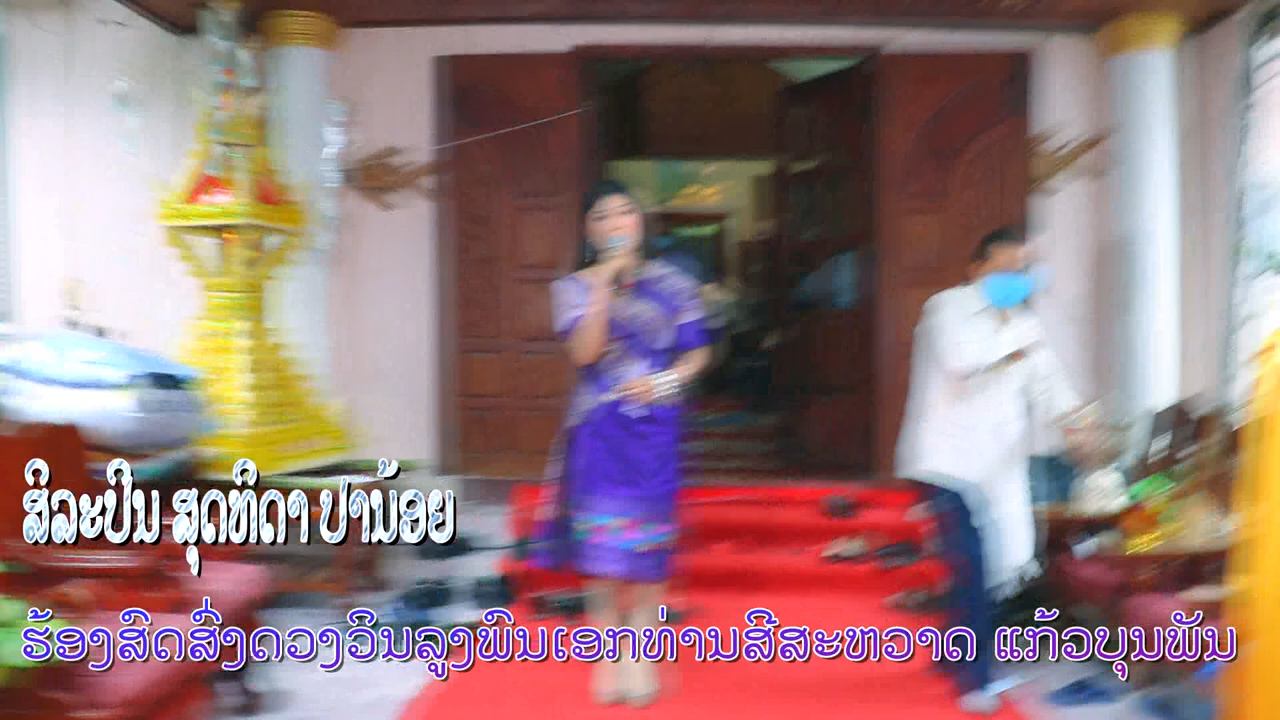 ສິລະປິນ ສຸດທິດາ ປານ້ອຍ
ຮ້ອງສົດສົ່ງດວງວິນລູງພົນເອກທ່ານສີສະຫວາດ ແກ້ວບຸນພັນ